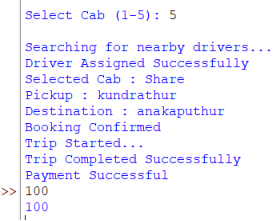 Select Cab (1-5): 5
Searching for nearby drivers...
Driver Assigned Successfully
Selected Cab : Share
Pickup : kundrathur
Destination : anakaputhur
Booking Confirmed
Trip Started...
Trip Completed Successfully
Payment Successful
>> 100
100